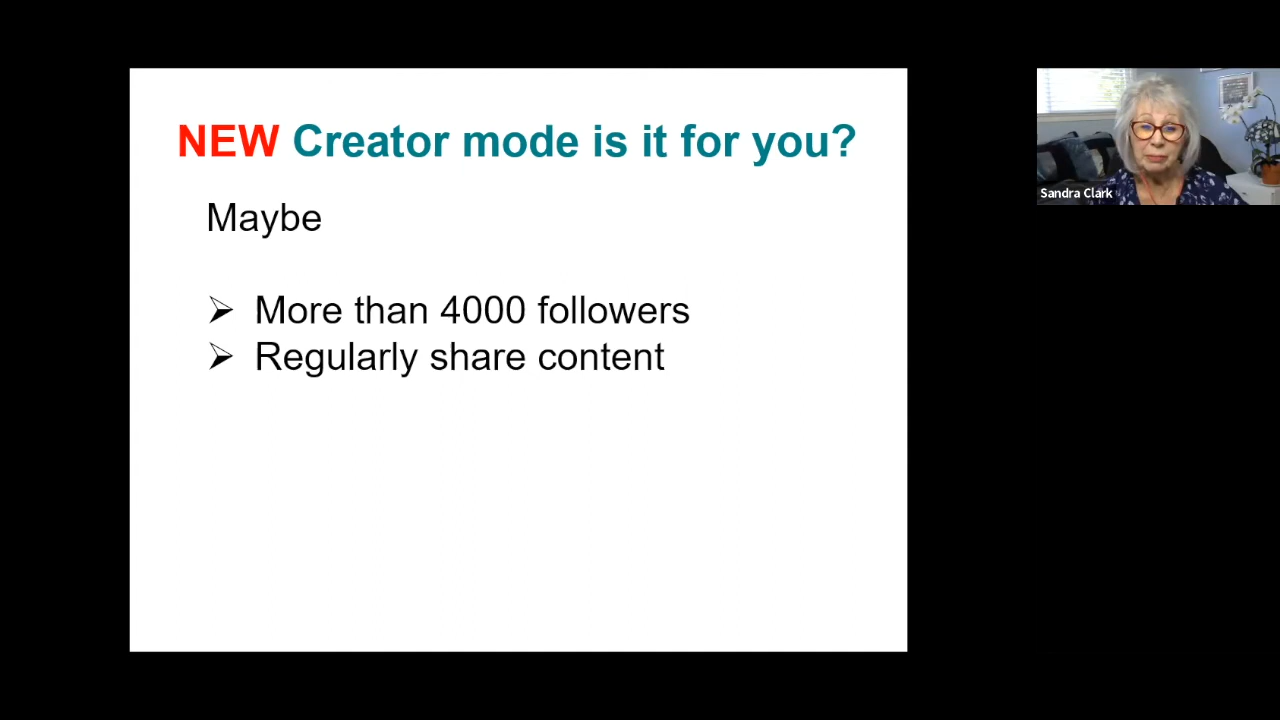 NEW Creator mode is it for you?
Maybe
➢ More than 4000 followers
➢ Regularly share content
Sandra Clark